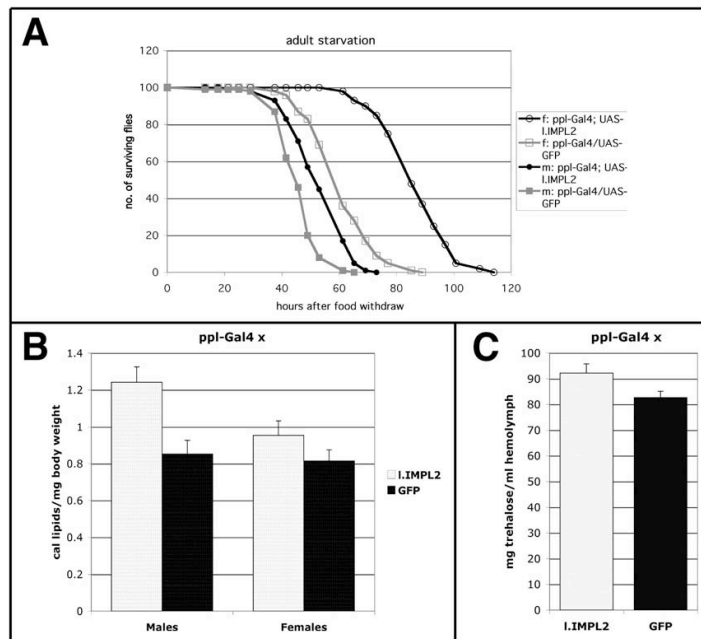 A
adult starvation
no. of surviving flies
120
100
80
60
40
20
0
0 20 40 60 80 100 120
hours after food withdraw
f: ppl-Gal4; UAS-
l.IMPL2
f: ppl-Gal4/UAS-
GFP
m: ppl-Gal4; UAS-
l.IMPL2
m: ppl-Gal4/UAS-
GFP
B
ppl-Gal4 x
cal lipids/mg body weight
1.4
1.2
1
0.8
0.6
0.4
0.2
0
Males Females
l.IMPL2
GFP
C
ppl-Gal4 x
mg trehalose/ml hemolymph
100
90
80
70
60
50
40
30
20
10
0
l.IMPL2 GFP